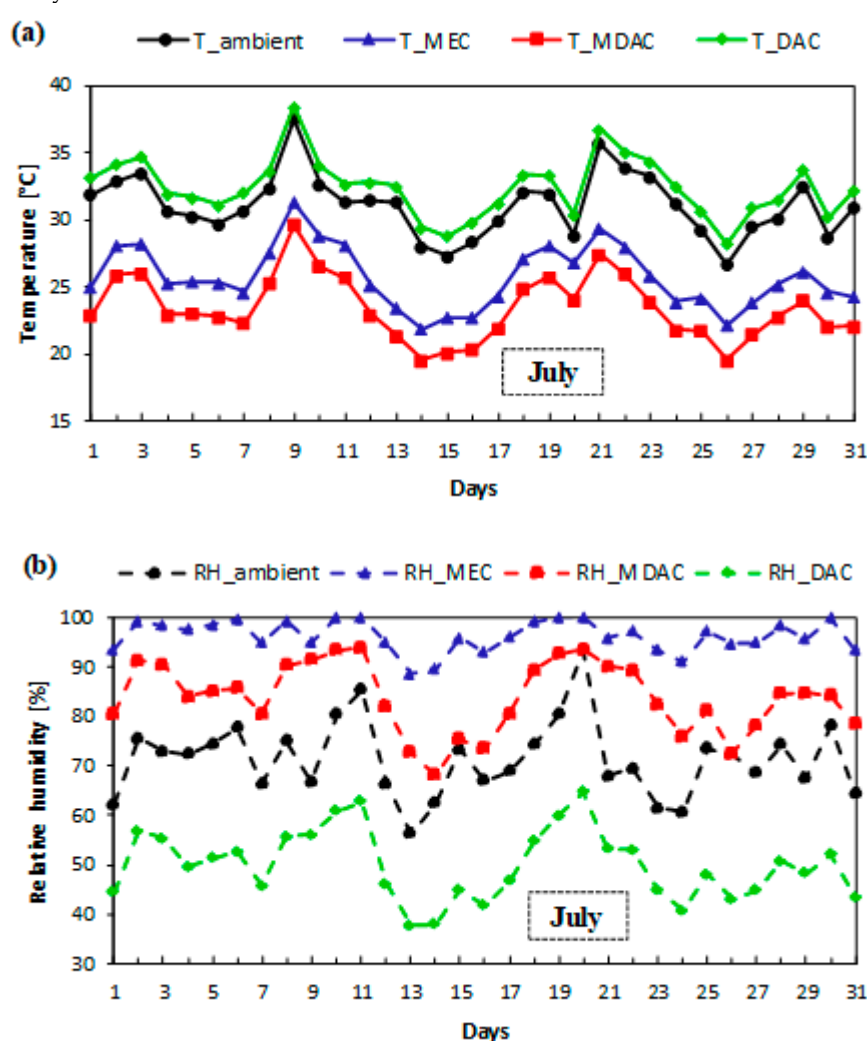 (a)
T_ambient T_MEC T_MDAC T_DAC
40
35
30
25
20
15
Temperature [°C]
July
1 3 5 7 9 11 13 15 17 19 21 23 25 27 29 31
Days
(b)
RH_ambient RH_MEC RH_MDAC RH_DAC
100
90
80
70
60
50
40
30
Relative humidity [%]
July
1 3 5 7 9 11 13 15 17 19 21 23 25 27 29 31
Days